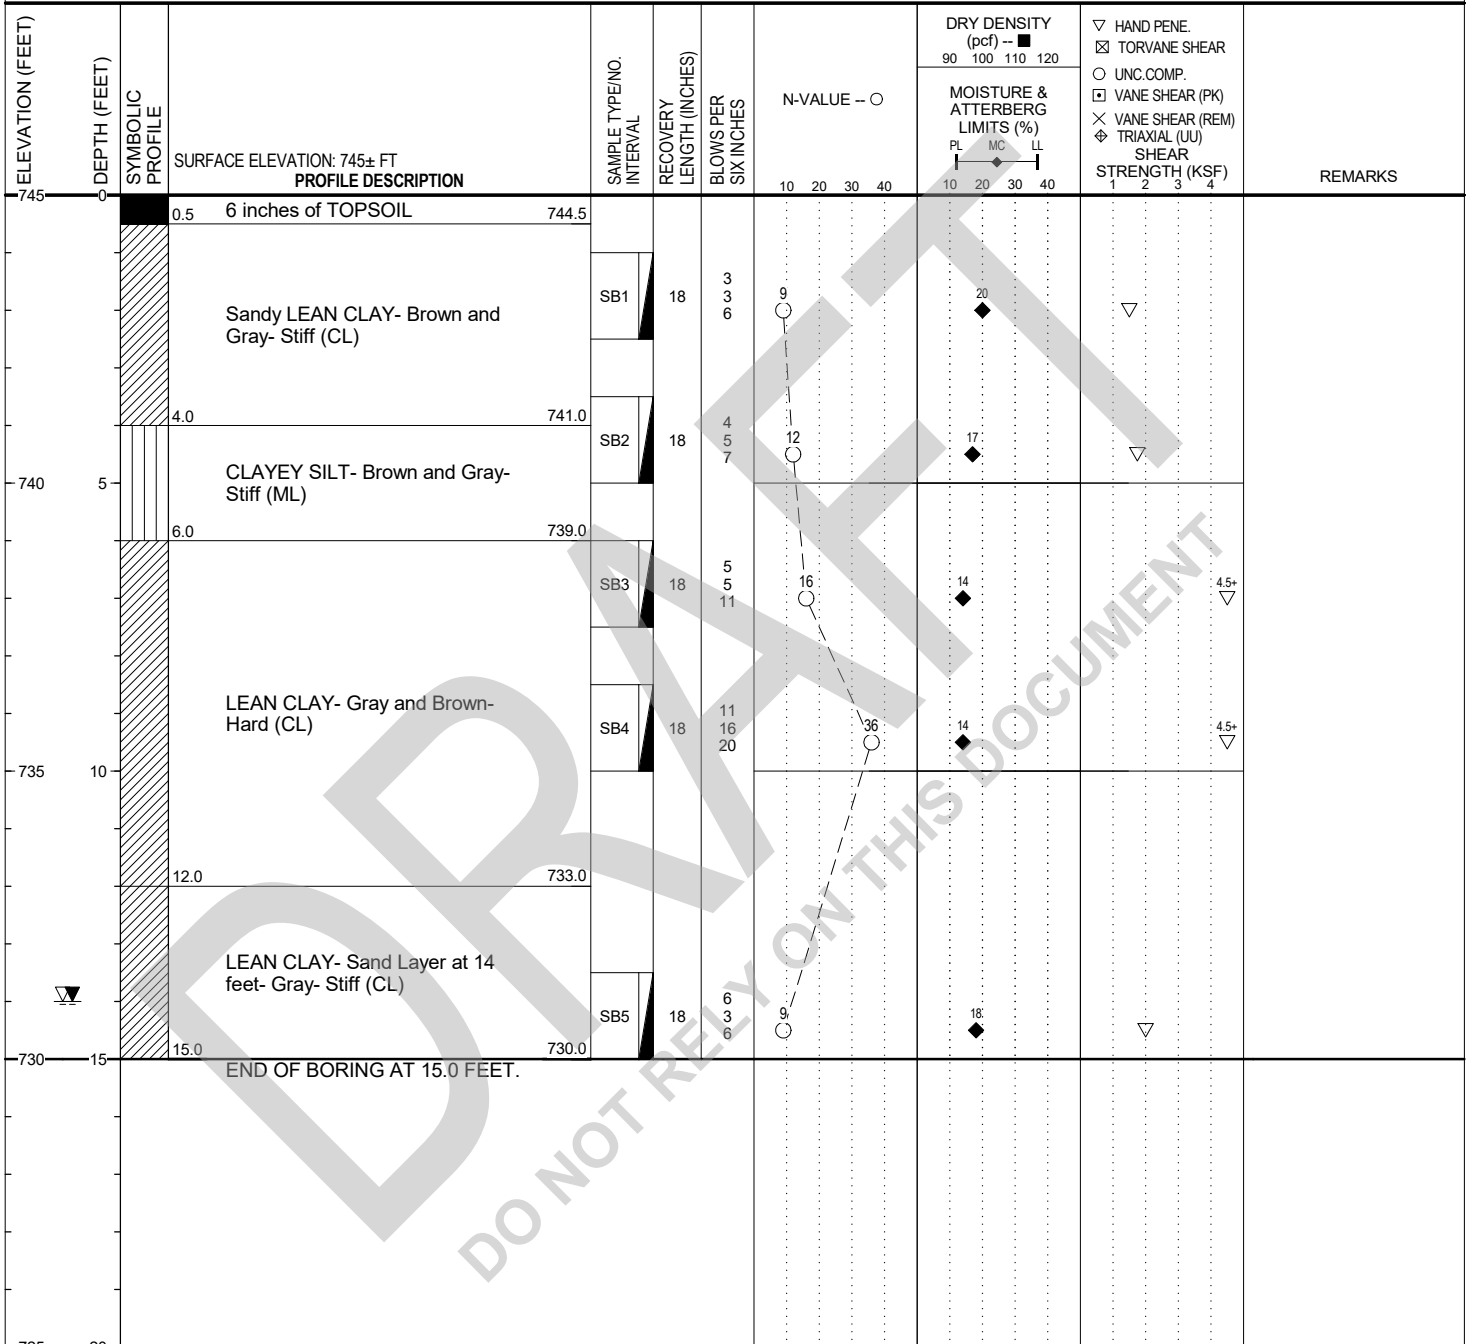 ELEVATION (FEET)
DEPTH (FEET)
SYMBOLIC
PROFILE
SURFACE ELEVATION: 745± FT
PROFILE DESCRIPTION
SAMPLE TYPE/NO.
INTERVAL
RECOVERY
LENGTH (INCHES)
BLOWS PER
SIX INCHES
N-VALUE -- ○
10 20 30 40
DRY DENSITY
(pcf) -- ■
90 100 110 120
MOISTURE &
ATTERBERG
LIMITS (%)
PL MC LL
10 20 30 40
▽ HAND PENE.
⊠ TORVANE SHEAR
○ UNC.COMP.
⊡ VANE SHEAR (PK)
× VANE SHEAR (REM)
TRIAXIAL (UU)
SHEAR
STRENGTH (KSF)
1 2 3 4
REMARKS
745 0
0.5 6 inches of TOPSOIL 744.5
Sandy LEAN CLAY- Brown and
Gray- Stiff (CL)
SB1 18
3
3
6
9 20
4.0 741.0
SB2 18
4
5
7
12 17
CLAYEY SILT- Brown and Gray-
Stiff (ML)
740 5
6.0 739.0
SB3 18
5
5
11
16 14 4.5+
LEAN CLAY- Gray and Brown-
Hard (CL)
SB4 18
11
16
20
36 14 4.5+
735 10
12.0 733.0
LEAN CLAY- Sand Layer at 14
feet- Gray- Stiff (CL)
SB5 18
6
3
6
9 18
730 15
15.0 730.0
END OF BORING AT 15.0 FEET.
DRAFT
DO NOT RELY ON THIS DOCUMENT